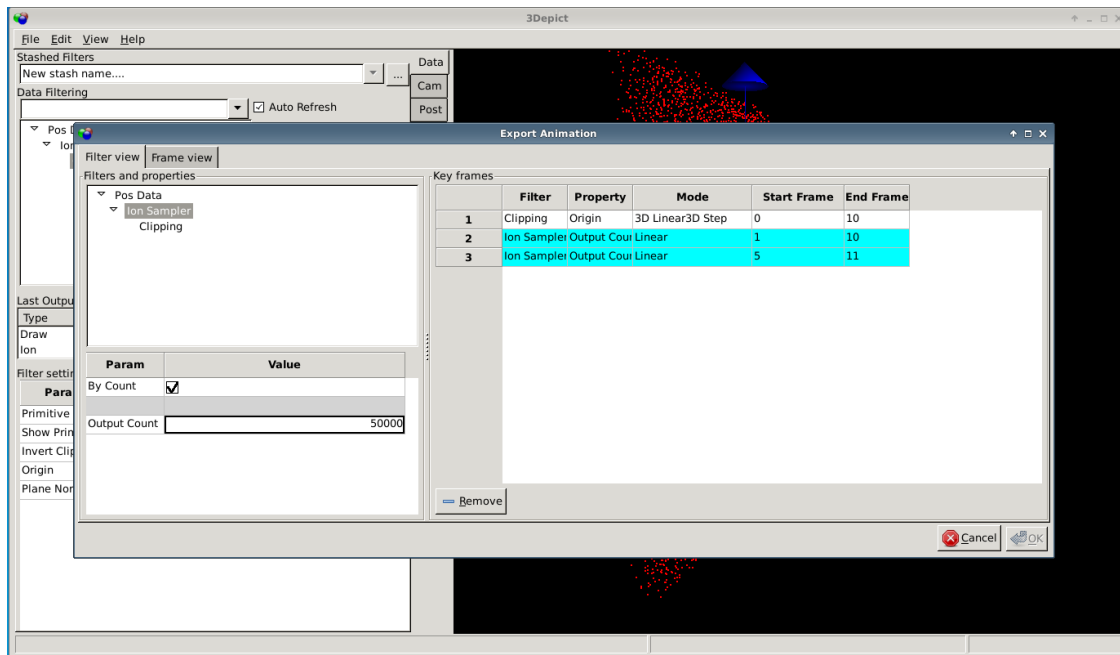 3Depict
File Edit View Help
Stashed Filters
New stash name....
...
Data Filtering
Auto Refresh
Data
Cam
Post
Pos
Ion
Last Outpu
Type
Draw
Ion
Filter settin
Para
Primitive
Show Prin
Invert Clip
Origin
Plane Nor
Export Animation
Filter view Frame view
Filters and properties
Pos Data
Ion Sampler
Clipping
Param Value
By Count
Output Count 50000
Key frames
Filter Property Mode Start Frame End Frame
1 Clipping Origin 3D Linear3D Step 0 10
2 Ion Sampler Output Cour Linear 1 10
3 Ion Sampler Output Cour Linear 5 11
Remove
Cancel OK